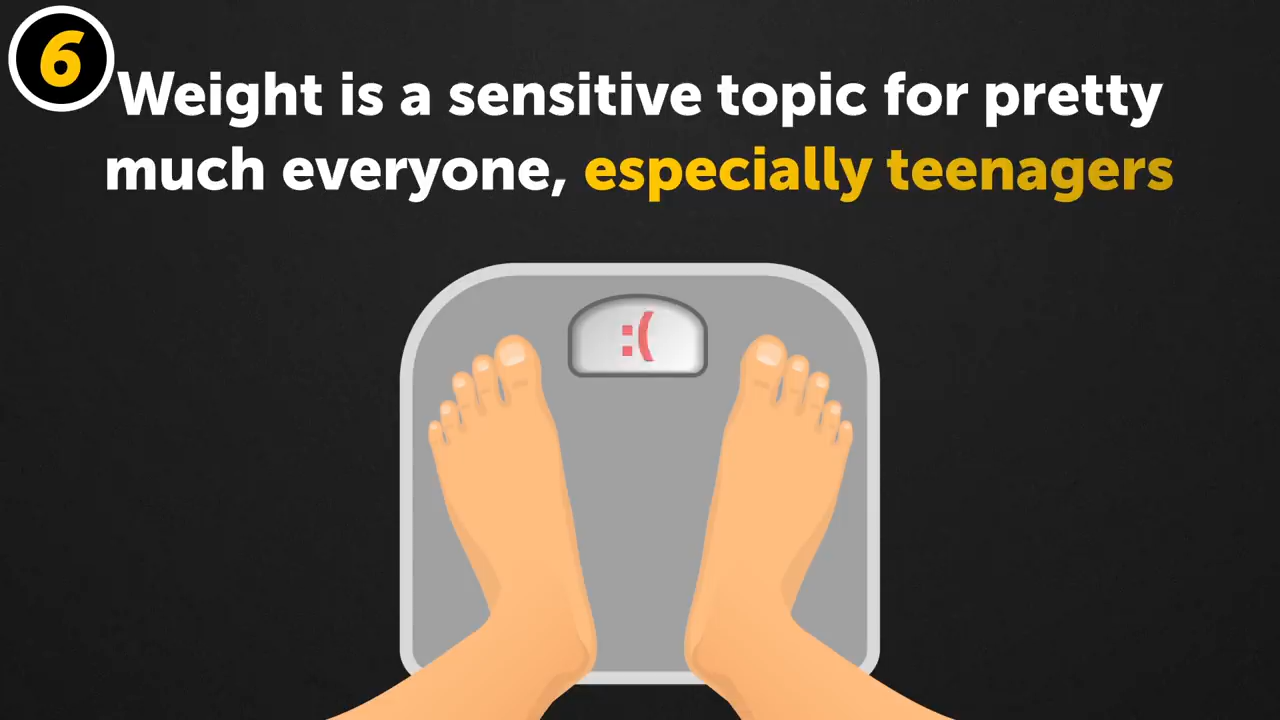 6
Weight is a sensitive topic for pretty
much everyone, especially teenagers
:(